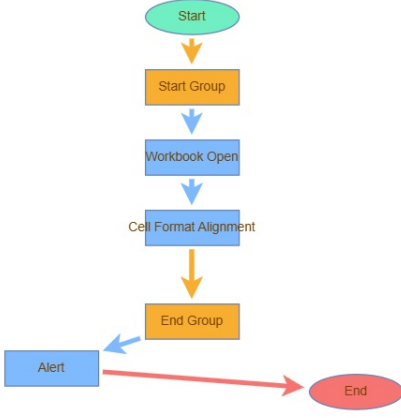 Start
Start Group
Workbook Open
Cell Format Alignment
End Group
Alert
End